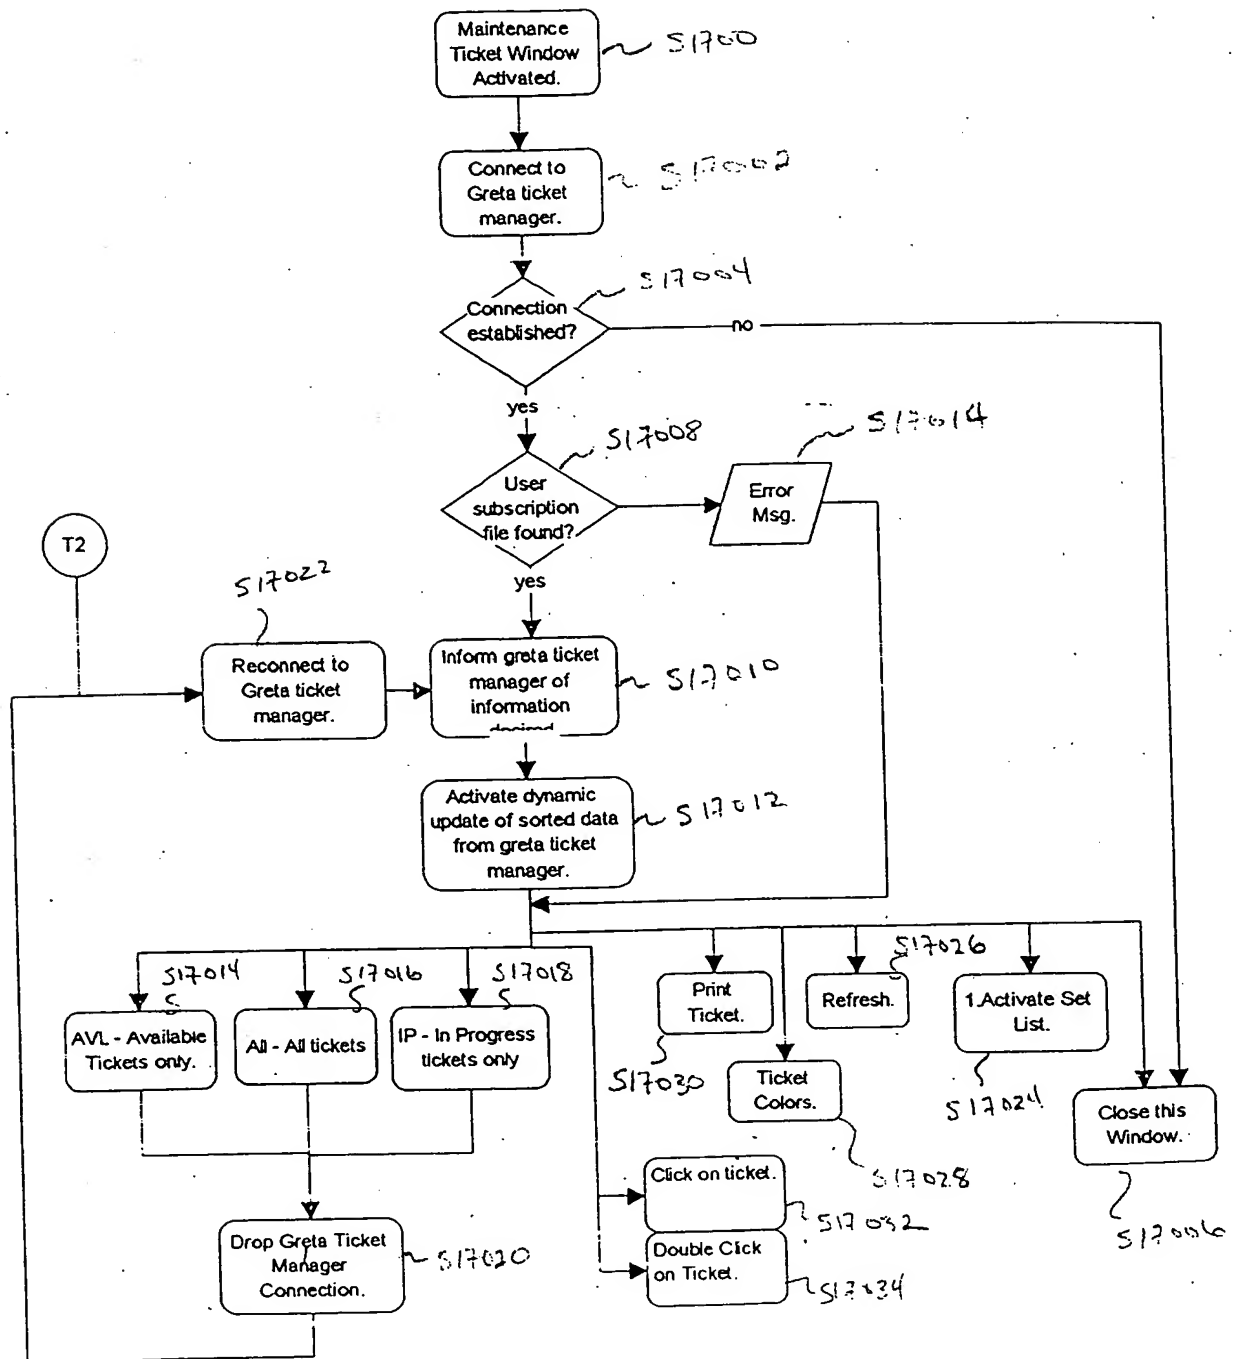 Maintenance
Ticket Window
Activated.
S1700
Connect to
Greta ticket
manager.
S17002
S17004
Connection
established?
no
yes
S17008
S17014
User
subscription
file found?
Error
Msg.
T2
yes
S17022
Reconnect to
Greta ticket
manager.
Inform greta ticket
manager of
information
S17010
Activate dynamic
update of sorted data
from greta ticket
manager.
S17012
S17014
S17016
S17018
S17026
AVL - Available
Tickets only.
All - All tickets
IP - In Progress
tickets only
Print
Ticket.
Refresh.
1.Activate Set
List.
S17030
Ticket
Colors.
S17024
Close this
Window.
Click on ticket.
S17028
S17032
S17006
Drop Greta Ticket
Manager
Connection.
S17020
Double Click
on Ticket.
S17034